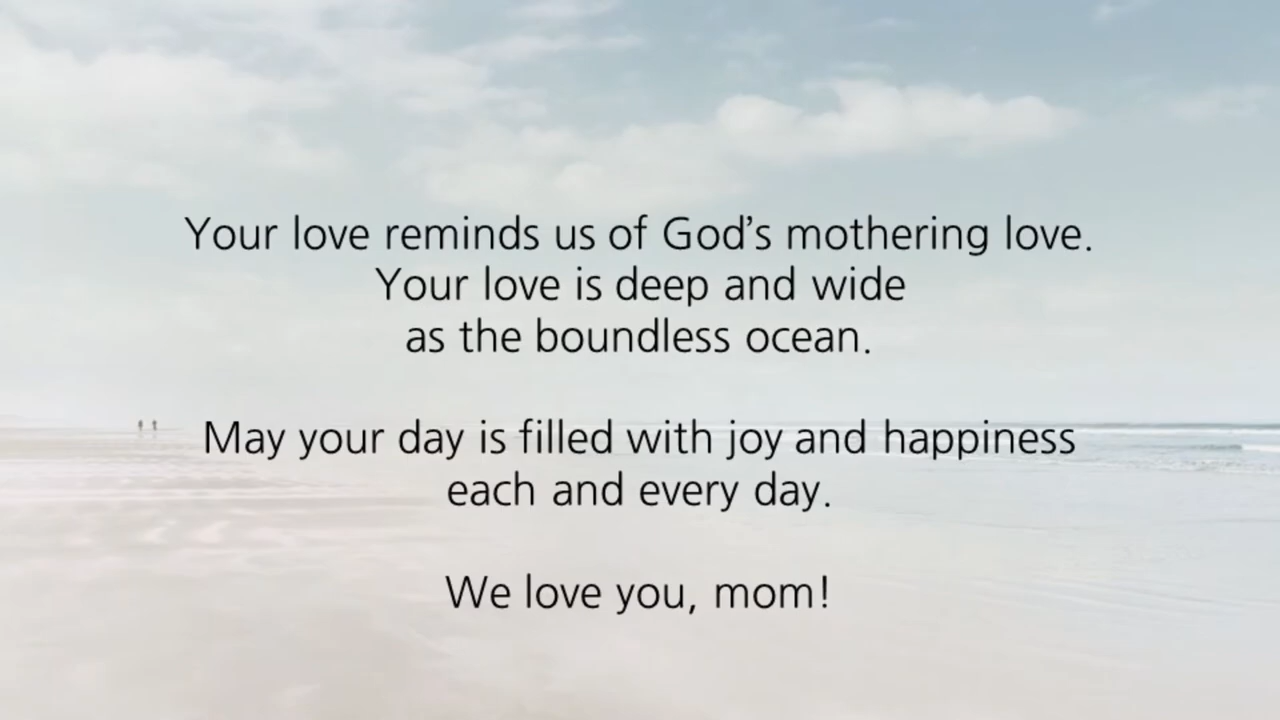 Your love reminds us of God’s mothering love.
Your love is deep and wide
as the boundless ocean.
May your day is filled with joy and happiness
each and every day.
We love you, mom!